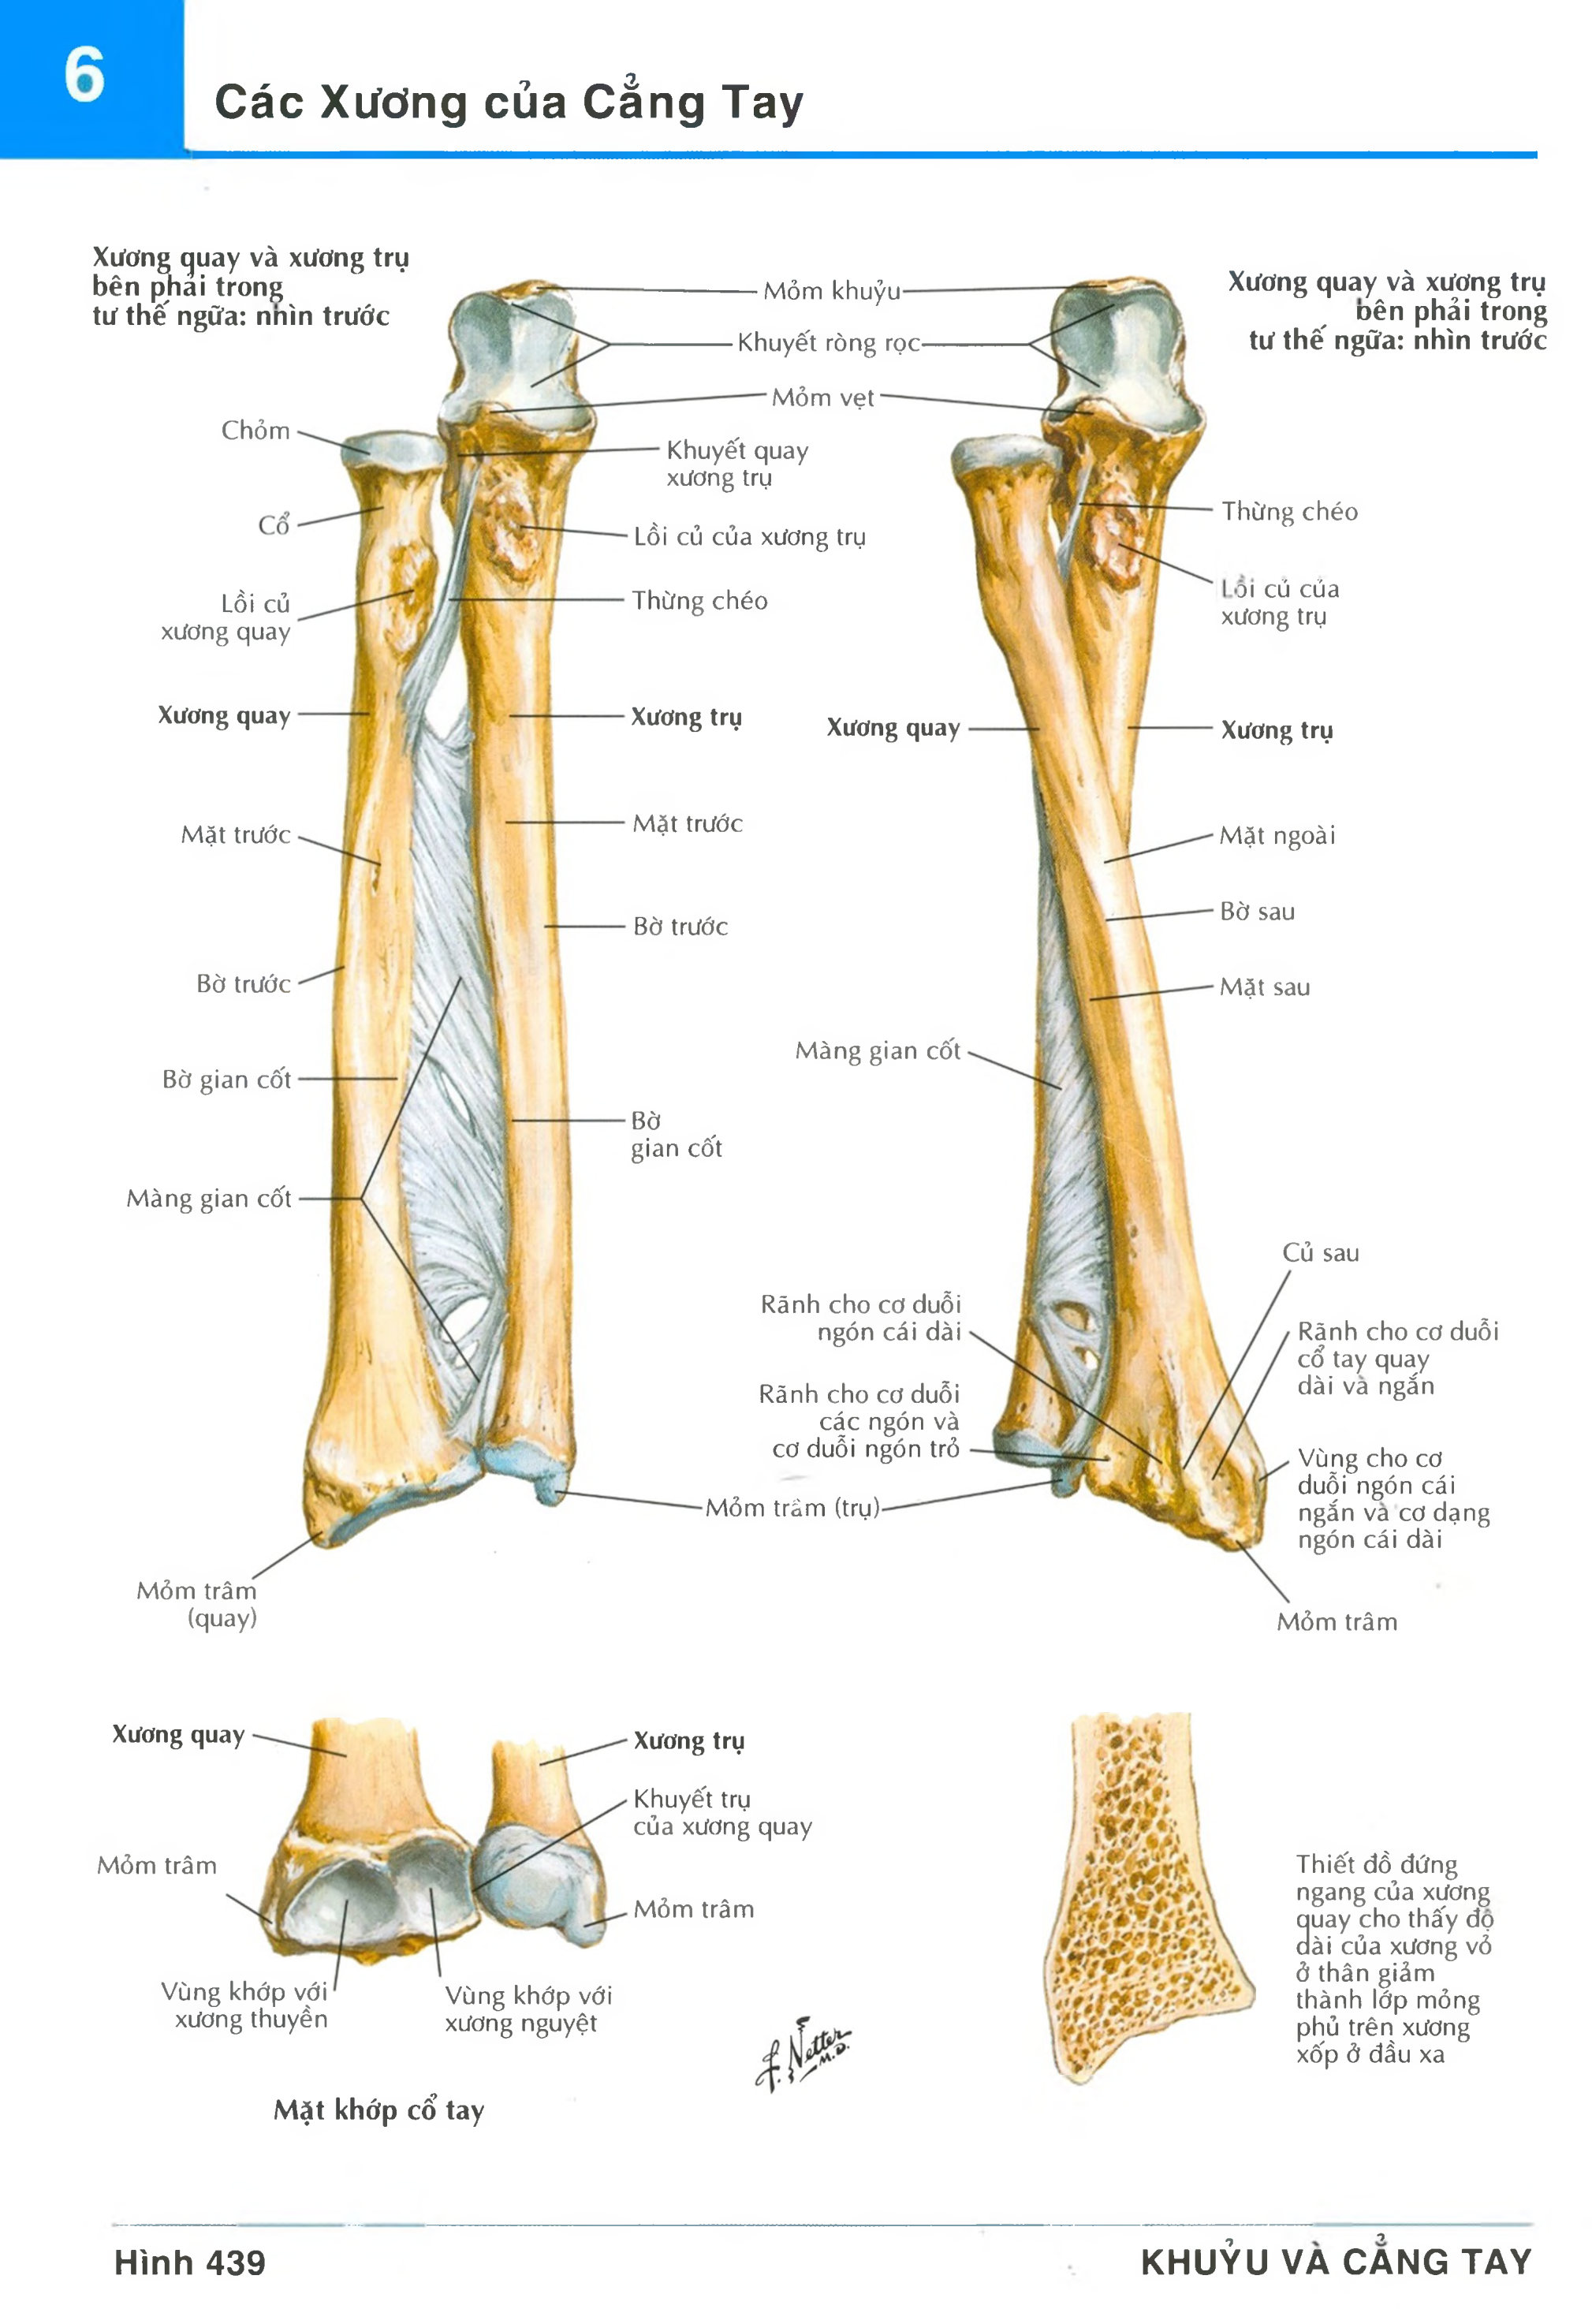 6
Các Xương của Cẳng Tay
Xương quay và xương trụ
bên phải trong
tư thế ngữa: nhìn trước
Xương quay và xương trụ
bên phải trong
tư thế ngữa: nhìn trước
Mỏm khuỷu
Khuyết ròng rọc
Mỏm vẹt
Chỏm
Khuyết quay
xương trụ
Cổ
Lồi củ của xương trụ
Thừng chéo
Lồi củ
xương quay
Thừng chéo
Lồi củ của
xương trụ
Xương quay
Xương trụ
Xương quay
Xương trụ
Mặt trước
Mặt trước
Mặt ngoài
Bờ trước
Bờ sau
Bờ trước
Mặt sau
Màng gian cốt
Bờ gian cốt
Bờ
gian cốt
Màng gian cốt
Củ sau
Rãnh cho cơ duỗi
ngón cái dài
Rãnh cho cơ duỗi
cổ tay quay
dài và ngắn
Rãnh cho cơ duỗi
các ngón và
cơ duỗi ngón trỏ
Vùng cho cơ
duỗi ngón cái
ngắn và cơ dạng
ngón cái dài
Mỏm trâm (trụ)
Mỏm trâm
(quay)
Mỏm trâm
Xương quay
Xương trụ
Khuyết trụ
của xương quay
Mỏm trâm
Mỏm trâm
Vùng khớp với
xương thuyền
Vùng khớp với
xương nguyệt
Mặt khớp cổ tay
Thiết đồ đứng
ngang của xương
quay cho thấy độ
dài của xương vỏ
ở thân giảm
thành lớp mỏng
phủ trên xương
xốp ở đầu xa
F. Netter
M.D.
Hình 439
KHUỶU VÀ CẲNG TAY